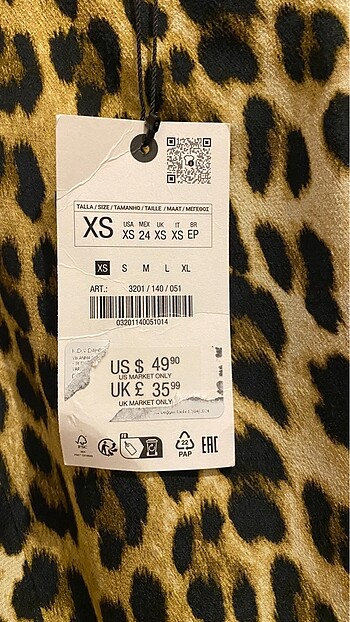 TALLA / SIZE / TAMANHO / TAILLE / MAAT / ΜΕΓΕΘΟΣ
XS
USA MEX UK IT BR
XS 24 XS XS EP
XS S M L XL
ART.: 3201 / 140 / 051
03201140051014
US $ 49.90
US MARKET ONLY
UK £ 35.99
UK MARKET ONLY
FSC
22
PAP
EAC